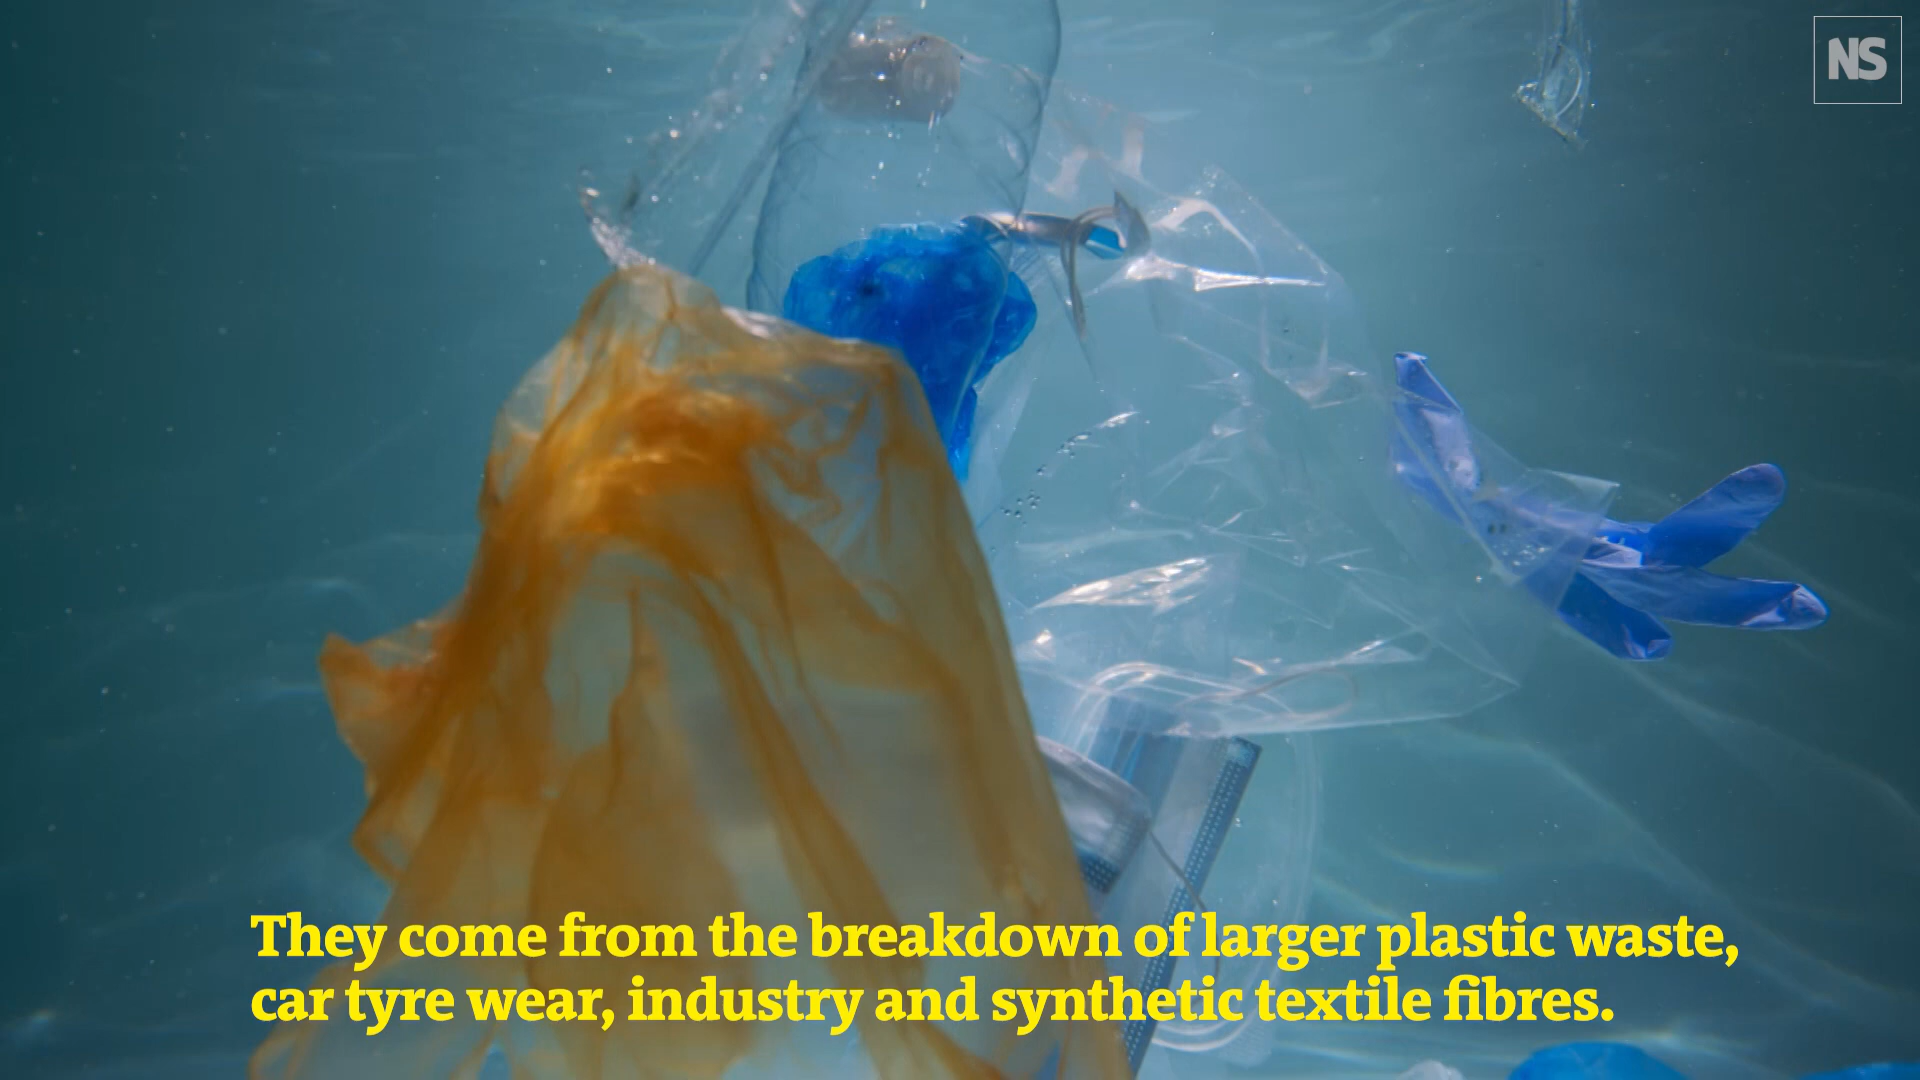 NS
They come from the breakdown of larger plastic waste,
car tyre wear, industry and synthetic textile fibres.